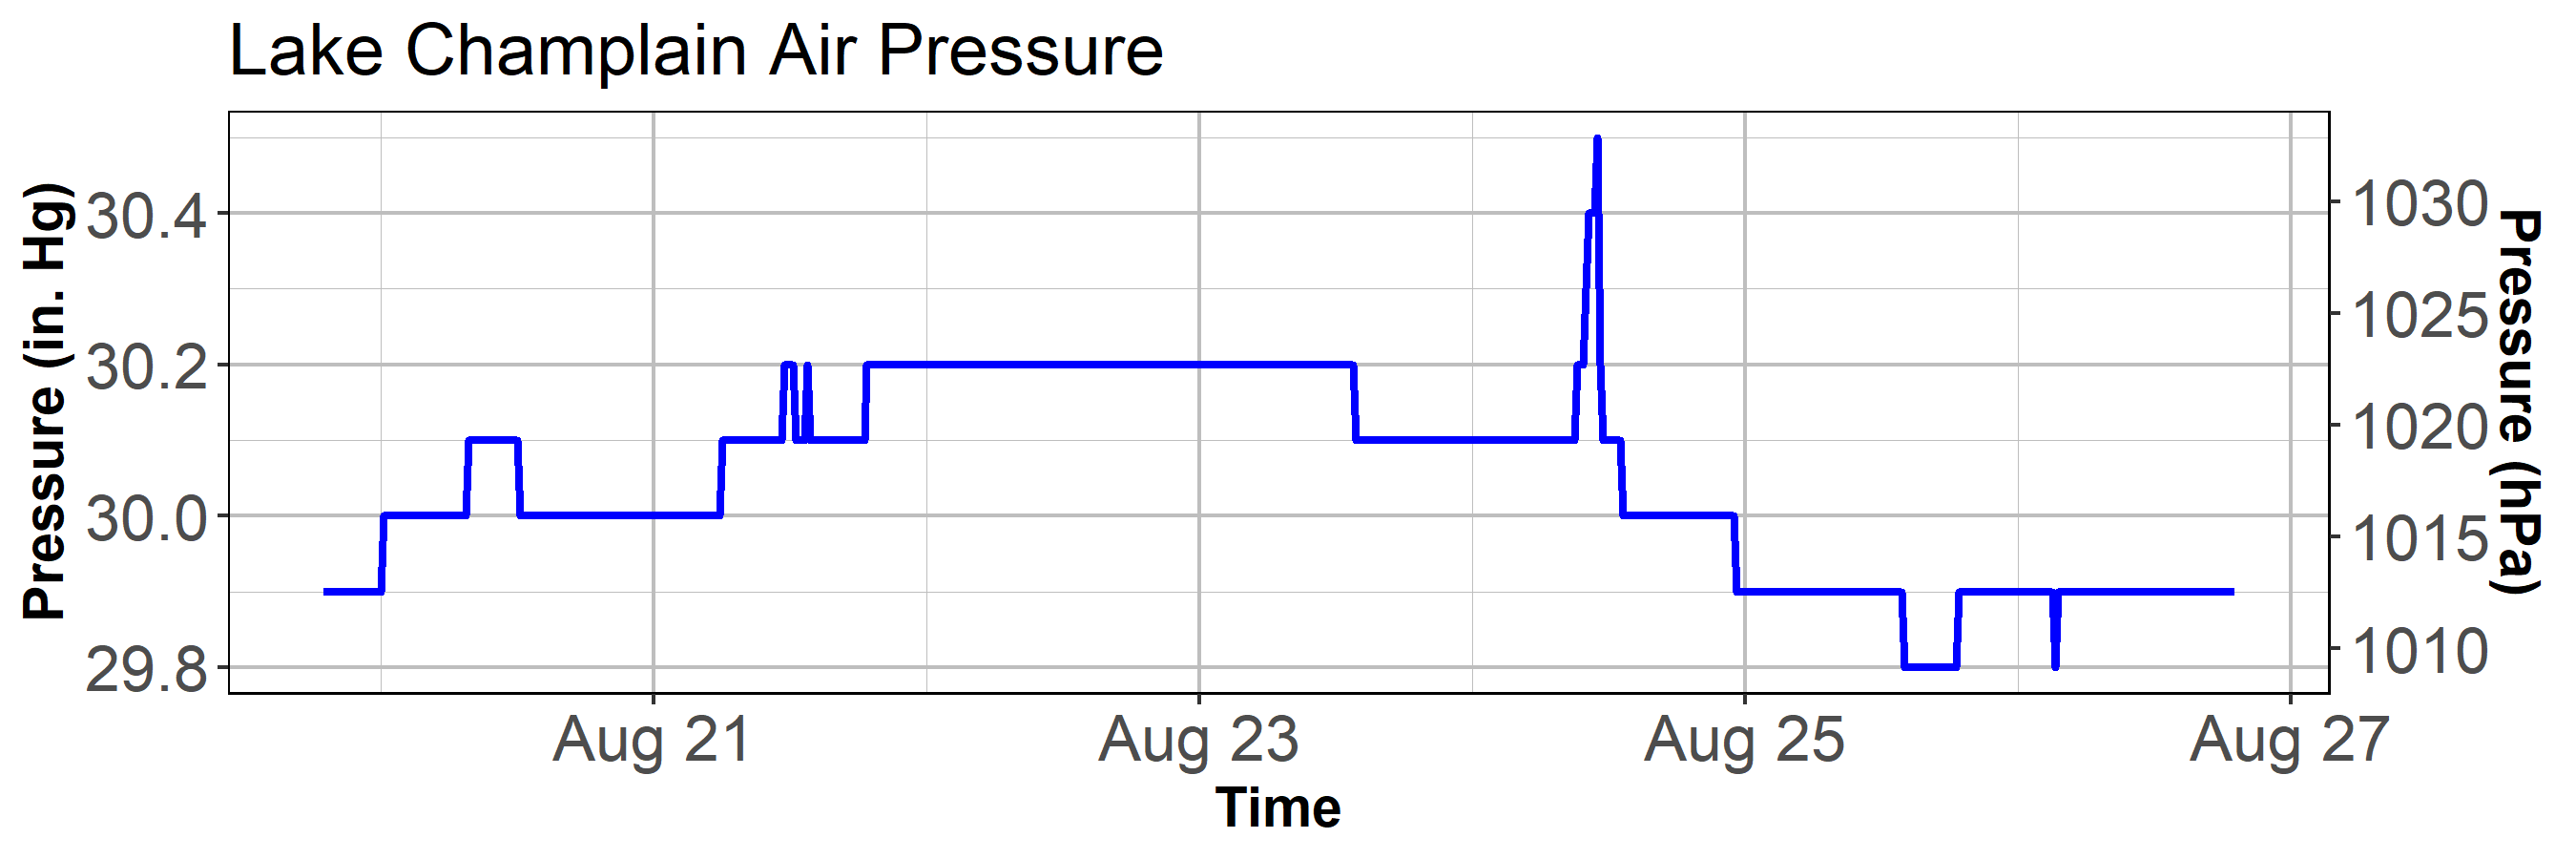 Lake Champlain Air Pressure
Pressure (in. Hg)
30.4
30.2
30.0
29.8
1030
1025
1020
1015
1010
Pressure (hPa)
Aug 21
Aug 23
Aug 25
Aug 27
Time